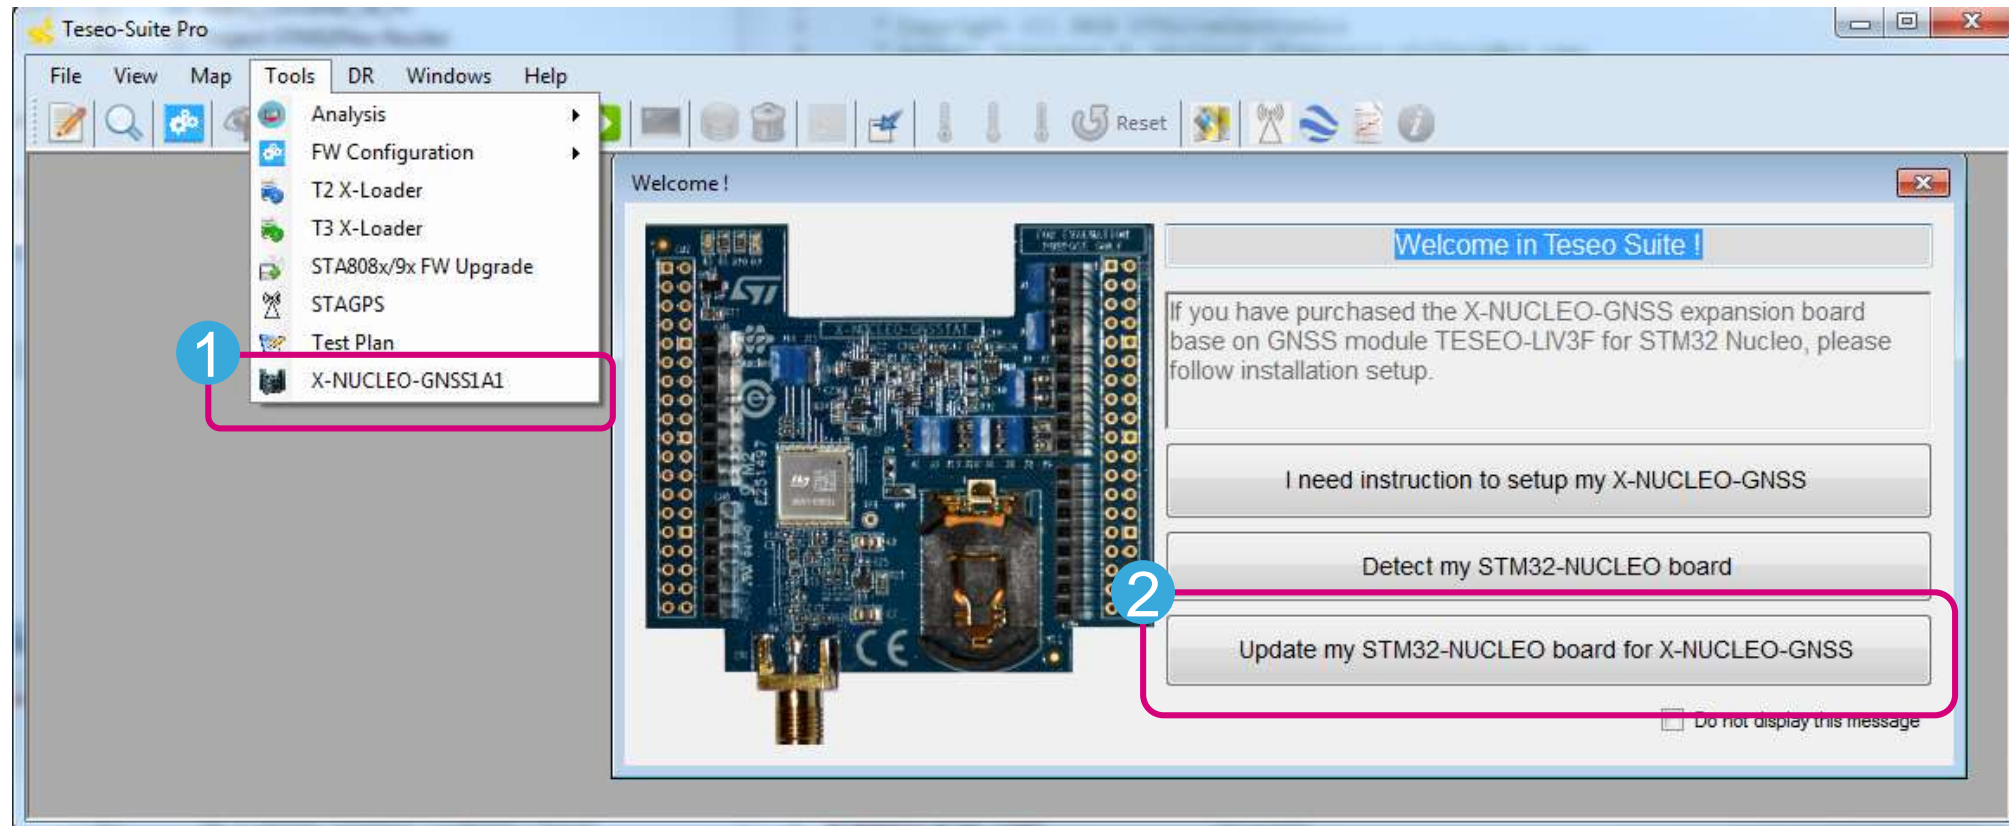 Teseo-Suite Pro
File View Map Tools DR Windows Help
Analysis
FW Configuration
T2 X-Loader
T3 X-Loader
STA808x/9x FW Upgrade
STAGPS
Test Plan
X-NUCLEO-GNSS1A1
Reset
1
Welcome !
Welcome in Teseo Suite !
If you have purchased the X-NUCLEO-GNSS expansion board
base on GNSS module TESEO-LIV3F for STM32 Nucleo, please
follow installation setup.
I need instruction to setup my X-NUCLEO-GNSS
Detect my STM32-NUCLEO board
2
Update my STM32-NUCLEO board for X-NUCLEO-GNSS
Do not display this message
X-NUCLEO-GNSS1A1
ST
E251497
CE